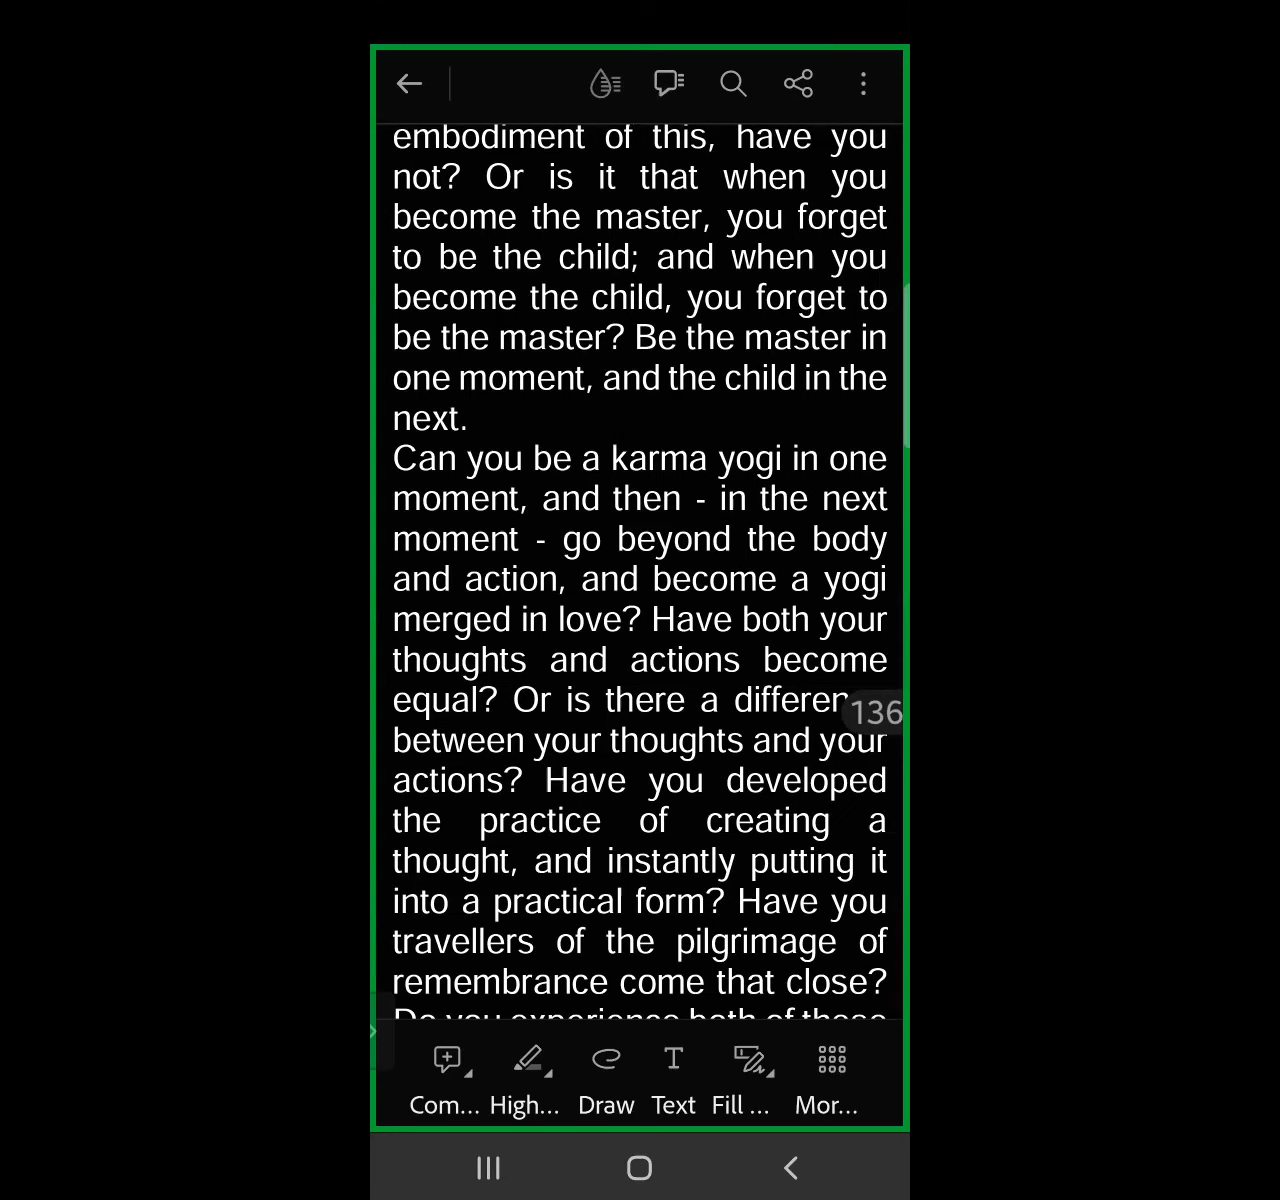 embodiment of this, have you
not? Or is it that when you
become the master, you forget
to be the child; and when you
become the child, you forget to
be the master? Be the master in
one moment, and the child in the
next.
Can you be a karma yogi in one
moment, and then - in the next
moment - go beyond the body
and action, and become a yogi
merged in love? Have both your
thoughts and actions become
equal? Or is there a differen
136
between your thoughts and your
actions? Have you developed
the practice of creating a
thought, and instantly putting it
into a practical form? Have you
travellers of the pilgrimage of
remembrance come that close?
Do you experience both of these
Com... High... Draw Text Fill ... Mor...